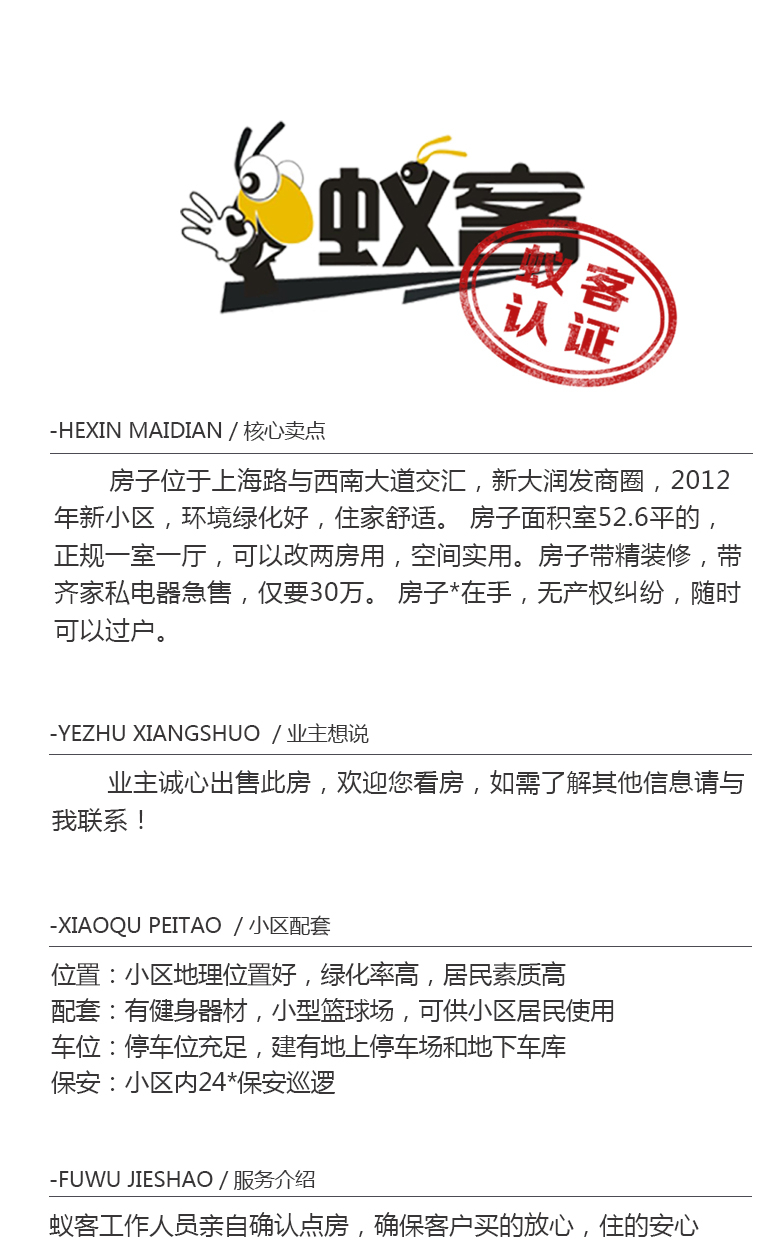 蚁客
蚁客
认证
-HEXIN MAIDIAN / 核心卖点
房子位于上海路与西南大道交汇，新大润发商圈，2012
年新小区，环境绿化好，住家舒适。 房子面积室52.6平的，
正规一室一厅，可以改两房用，空间实用。房子带精装修，带
齐家私电器急售，仅要30万。 房子*在手，无产权纠纷，随时
可以过户。
-YEZHU XIANGSHUO / 业主想说
业主诚心出售此房，欢迎您看房，如需了解其他信息请与
我联系！
-XIAOQU PEITAO / 小区配套
位置：小区地理位置好，绿化率高，居民素质高
配套：有健身器材，小型篮球场，可供小区居民使用
车位：停车位充足，建有地上停车场和地下车库
保安：小区内24*保安巡逻
-FUWU JIESHAO / 服务介绍
蚁客工作人员亲自确认点房，确保客户买的放心，住的安心